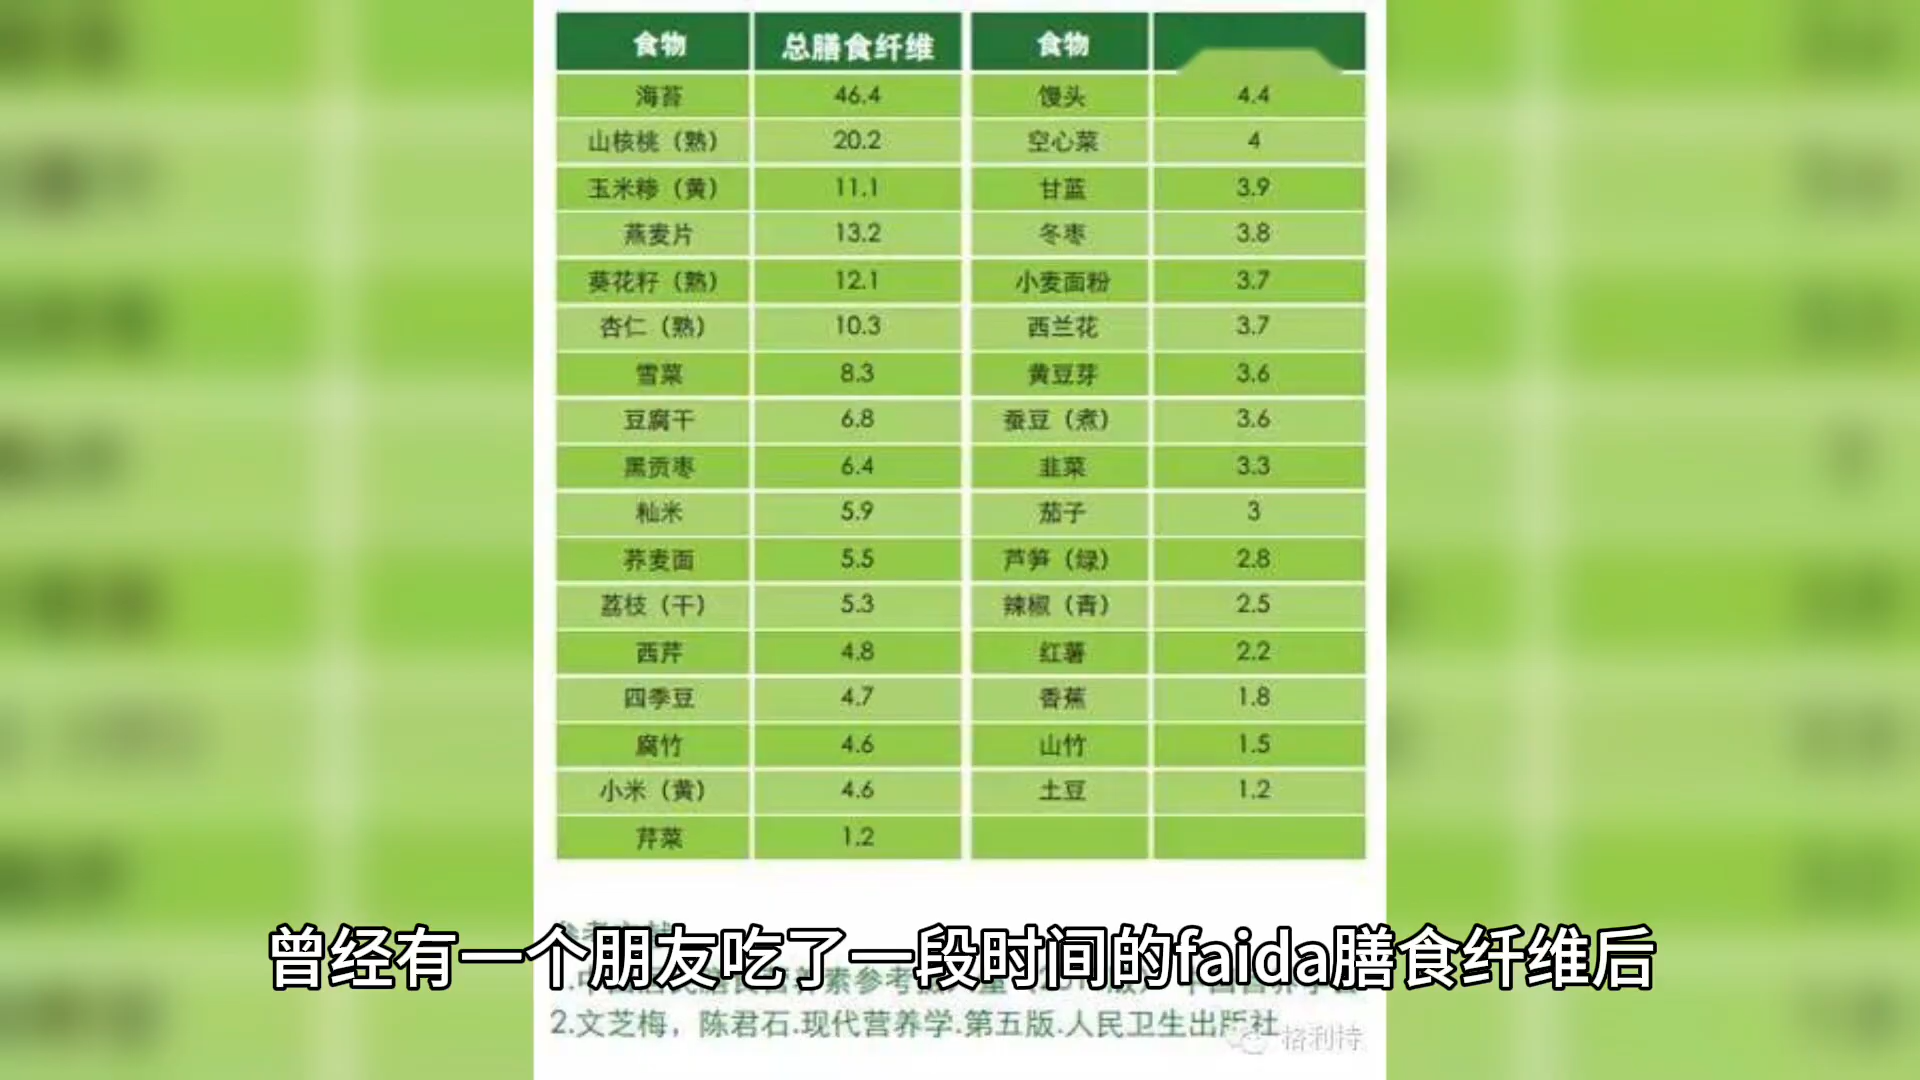 食物 总膳食纤维 食物
海苔 46.4 馒头 4.4
山核桃（熟） 20.2 空心菜 4
玉米糁（黄） 11.1 甘蓝 3.9
燕麦片 13.2 冬枣 3.8
葵花籽（熟） 12.1 小麦面粉 3.7
杏仁（熟） 10.3 西兰花 3.7
雪菜 8.3 黄豆芽 3.6
豆腐干 6.8 蚕豆（煮） 3.6
黑贡枣 6.4 韭菜 3.3
籼米 5.9 茄子 3
荞麦面 5.5 芦笋（绿） 2.8
荔枝（干） 5.3 辣椒（青） 2.5
西芹 4.8 红薯 2.2
四季豆 4.7 香蕉 1.8
腐竹 4.6 山竹 1.5
小米（黄） 4.6 土豆 1.2
芹菜 1.2
曾经有一个朋友吃了一段时间的faida膳食纤维后
2.文芝梅，陈君石.现代营养学.第五版.人民卫生出版社
格利特